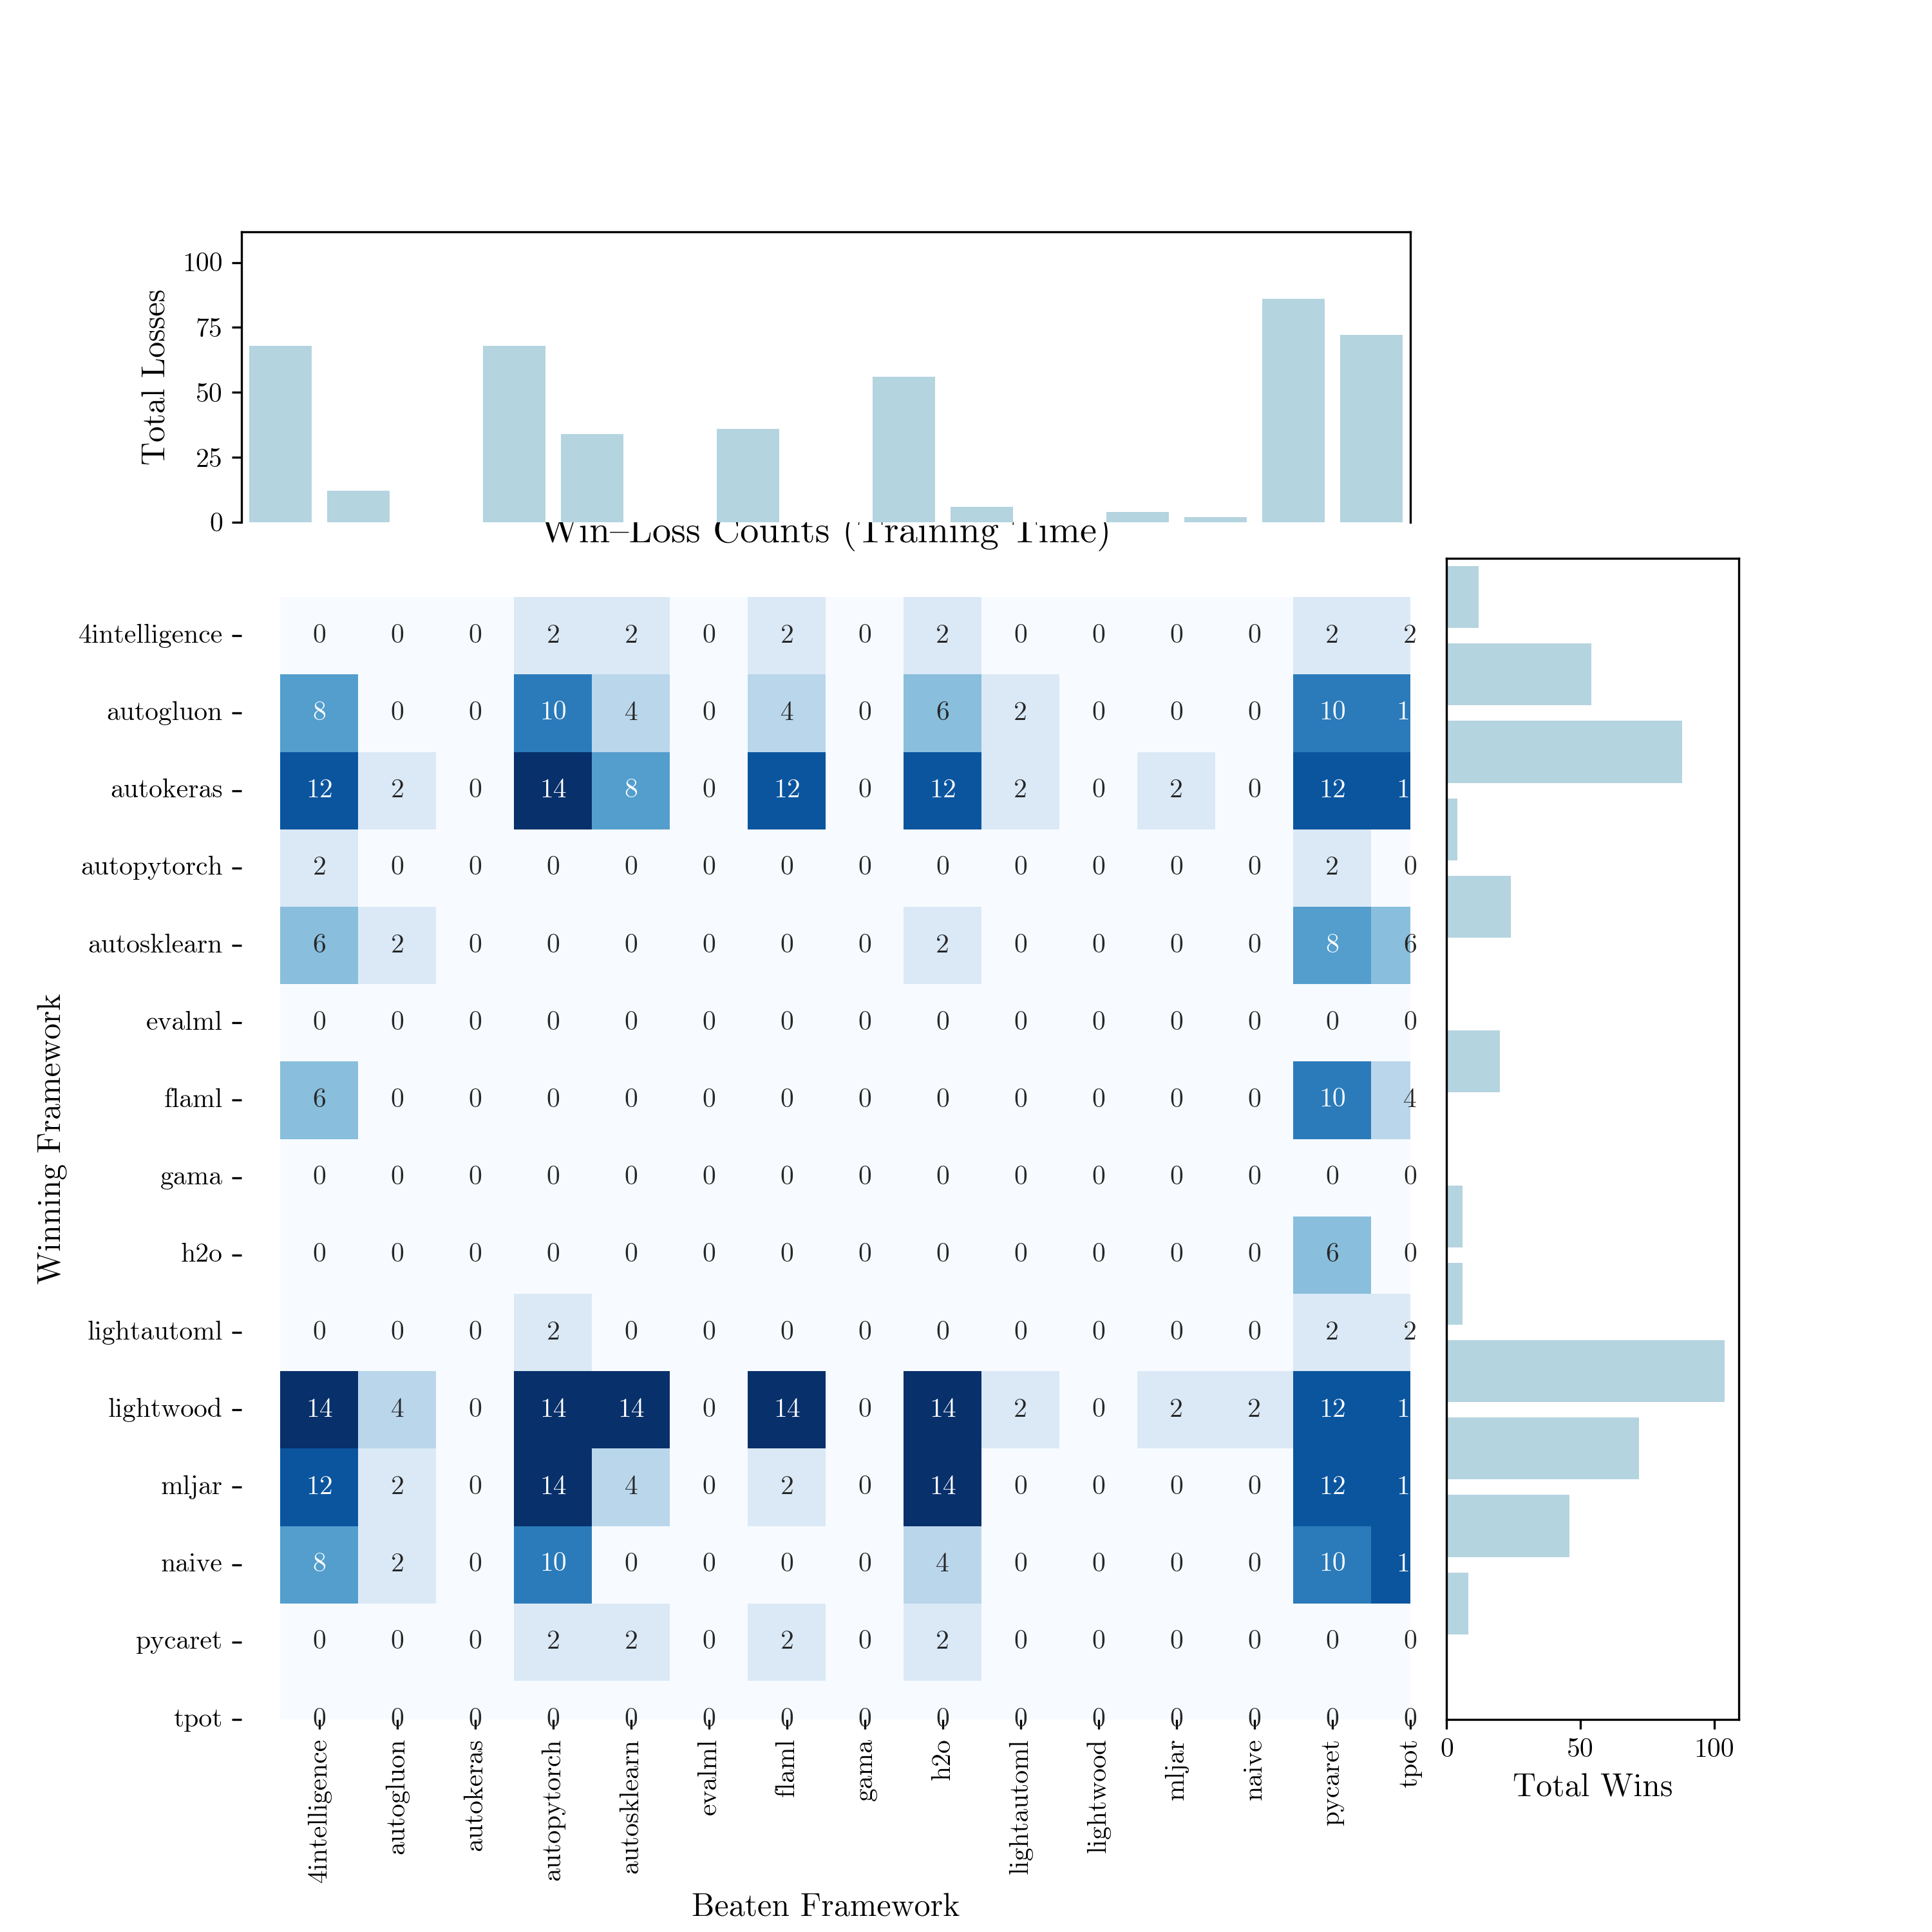 100
75
50
25
0
Total Losses
Win–Loss Counts (Training Time)
4intelligence 0 0 0 2 2 0 2 0 2 0 0 0 0 2 2
autogluon 8 0 0 10 4 0 4 0 6 2 0 0 0 10 1
autokeras 12 2 0 14 8 0 12 0 12 2 0 2 0 12 1
autopytorch 2 0 0 0 0 0 0 0 0 0 0 0 0 2 0
autosklearn 6 2 0 0 0 0 0 0 2 0 0 0 0 8 6
evalml 0 0 0 0 0 0 0 0 0 0 0 0 0 0 0
flaml 6 0 0 0 0 0 0 0 0 0 0 0 0 10 4
gama 0 0 0 0 0 0 0 0 0 0 0 0 0 0 0
h2o 0 0 0 0 0 0 0 0 0 0 0 0 0 6 0
lightautoml 0 0 0 2 0 0 0 0 0 0 0 0 0 2 2
lightwood 14 4 0 14 14 0 14 0 14 2 0 2 2 12 1
mljar 12 2 0 14 4 0 2 0 14 0 0 0 0 12 1
naive 8 2 0 10 0 0 0 0 4 0 0 0 0 10 1
pycaret 0 0 0 2 2 0 2 0 2 0 0 0 0 0 0
tpot 0 0 0 0 0 0 0 0 0 0 0 0 0 0 0
Winning Framework
4intelligence
autogluon
autokeras
autopytorch
autosklearn
evalml
flaml
gama
h2o
lightautoml
lightwood
mljar
naive
pycaret
tpot
Beaten Framework
0 50 100
Total Wins